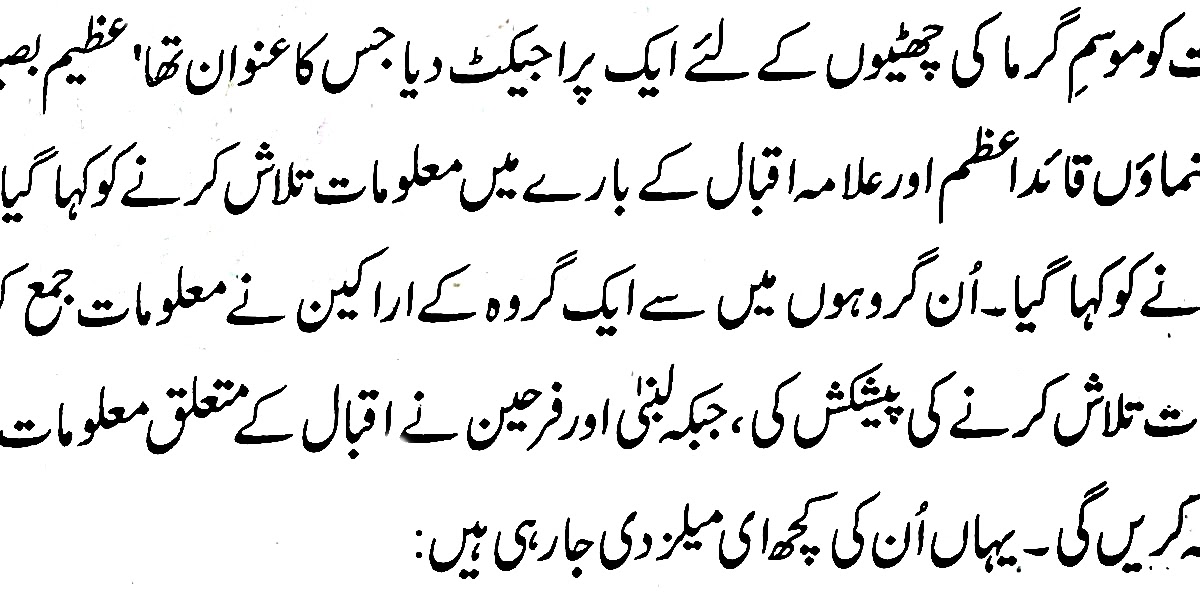 کو موسمِ گرما کی چھٹیوں کے لئے ایک پراجیکٹ دیا جس کا عنوان تھا' عظیم
قائد اعظم اور علامہ اقبال کے بارے میں معلومات تلاش کرنے کو کہا گیا
نے کو کہا گیا۔ اُن گروہوں میں سے ایک گروہ کے اراکین نے معلومات جمع
ت تلاش کرنے کی پیشکش کی، جبکہ لبنیٰ اور فرحین نے اقبال کے متعلق معلومات
کریں گی۔ یہاں اُن کی کچھ ای میلز دی جا رہی ہیں: